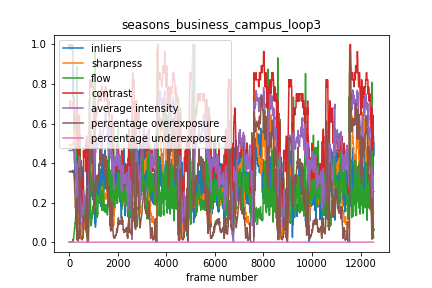 seasons_business_campus_loop3
1.0
0.8
0.6
0.4
0.2
0.0
inliers
sharpness
flow
contrast
average intensity
percentage overexposure
percentage underexposure
0 2000 4000 6000 8000 10000 12000
frame number